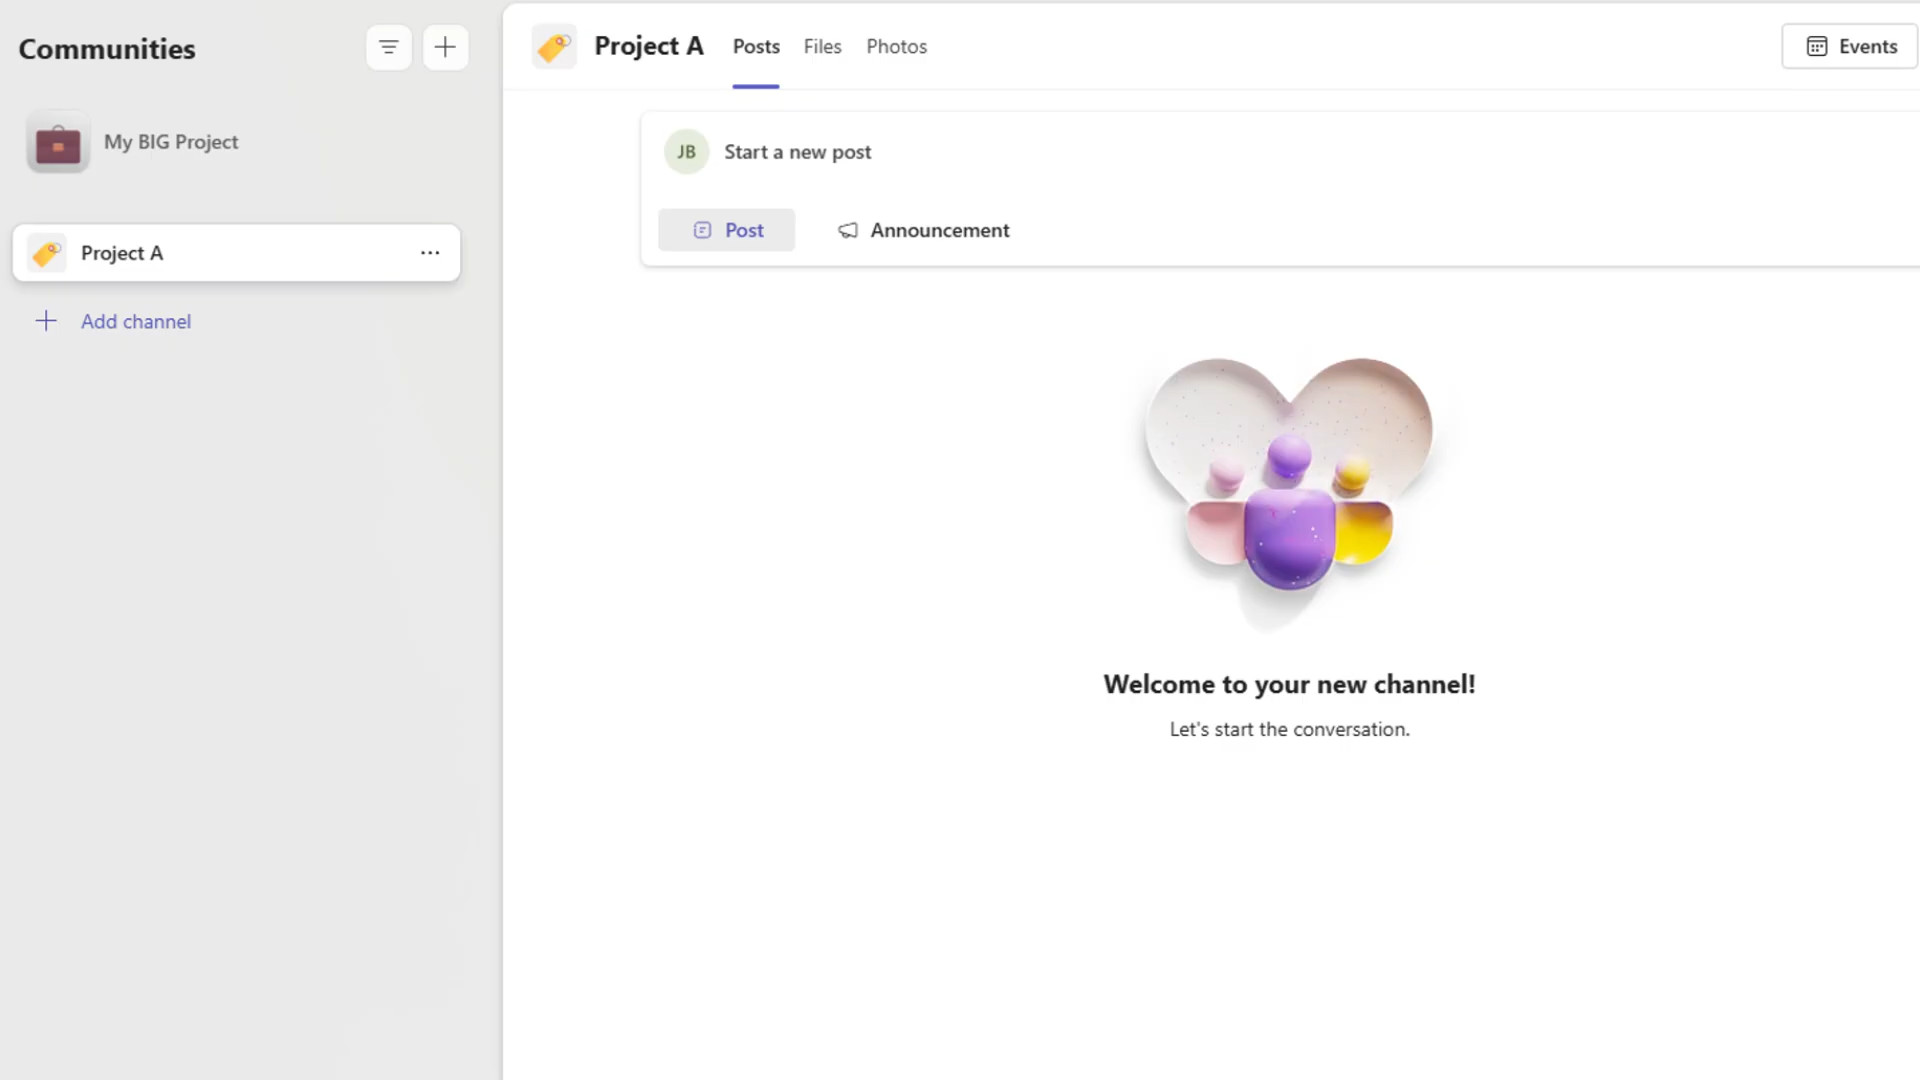 Communities
My BIG Project
Project A
Add channel
Project A
Posts
Files
Photos
Events
JB
Start a new post
Post
Announcement
Welcome to your new channel!
Let's start the conversation.